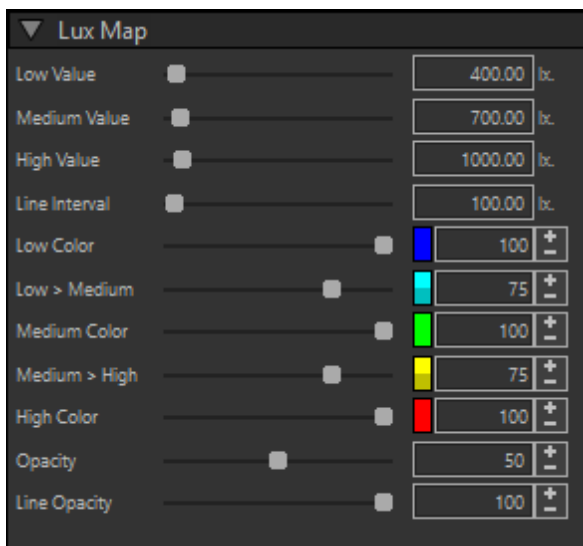 Lux Map
Low Value 400.00 lx.
Medium Value 700.00 lx.
High Value 1000.00 lx.
Line Interval 100.00 lx.
Low Color 100
Low > Medium 75
Medium Color 100
Medium > High 75
High Color 100
Opacity 50
Line Opacity 100